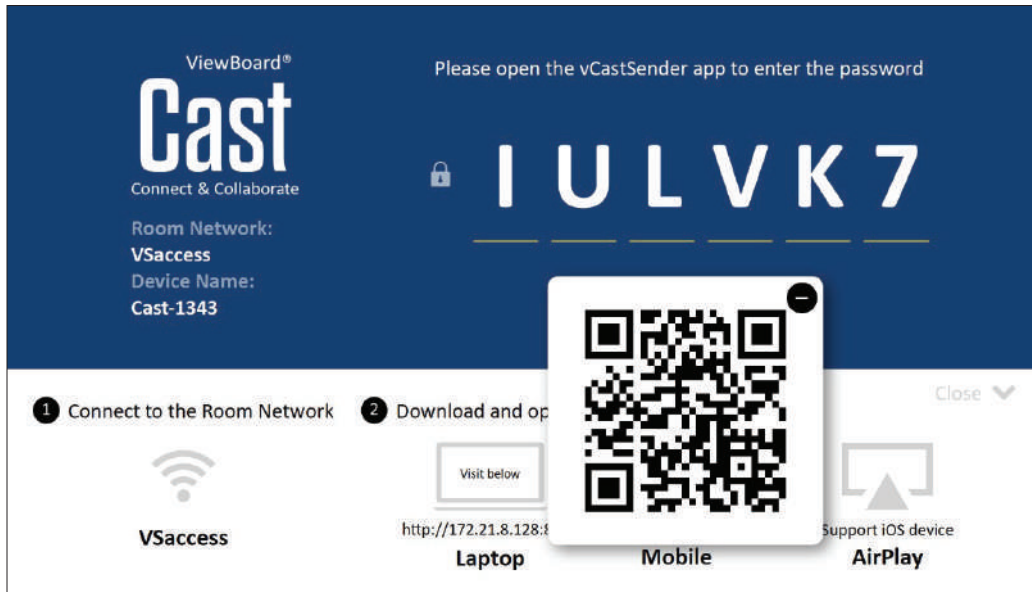 ViewBoard®
Cast
Connect & Collaborate
Room Network:
VSaccess
Device Name:
Cast-1343
Please open the vCastSender app to enter the password
I U L V K 7
1 Connect to the Room Network
2 Download and op
Close
VSaccess
Visit below
http://172.21.8.128:8
Laptop
Mobile
Support iOS device
AirPlay